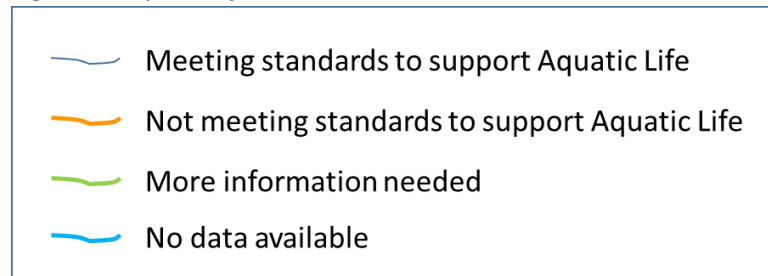 Meeting standards to support Aquatic Life
Not meeting standards to support Aquatic Life
More information needed
No data available